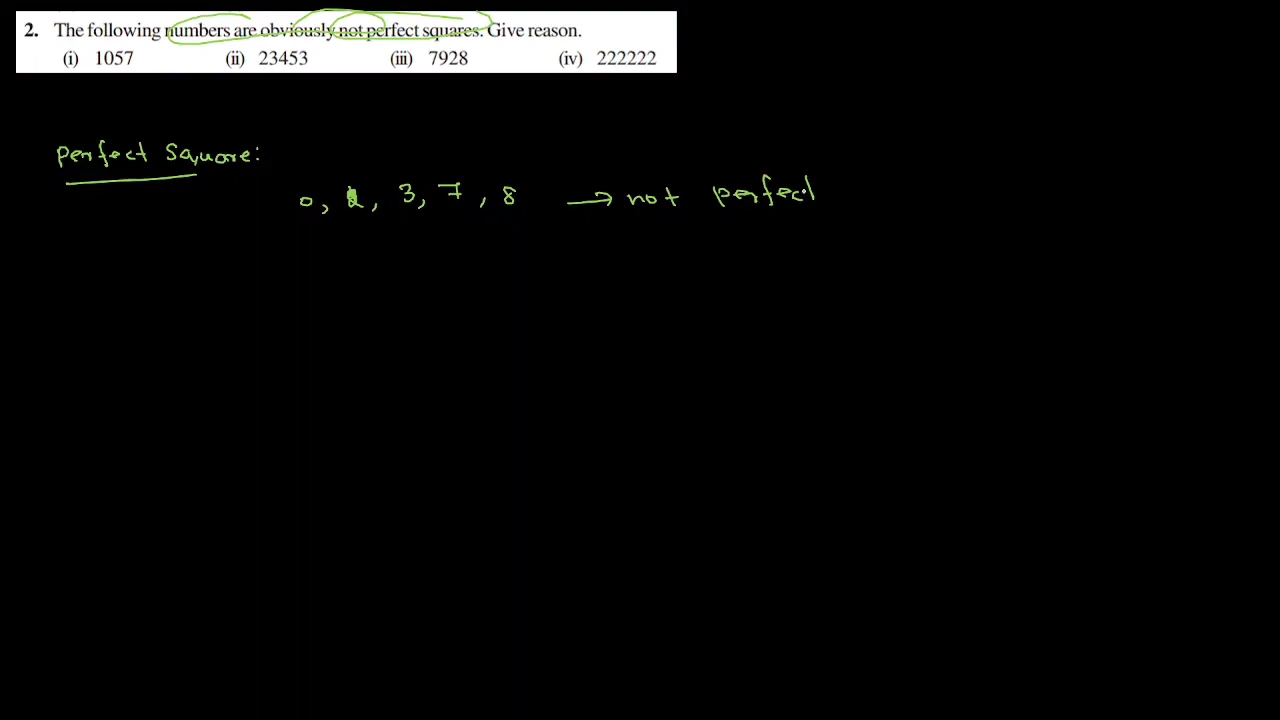 2. The following numbers are obviously not perfect squares. Give reason.
(i) 1057 (ii) 23453 (iii) 7928 (iv) 222222
perfect square:
0, 2, 3, 7, 8 → not perfect